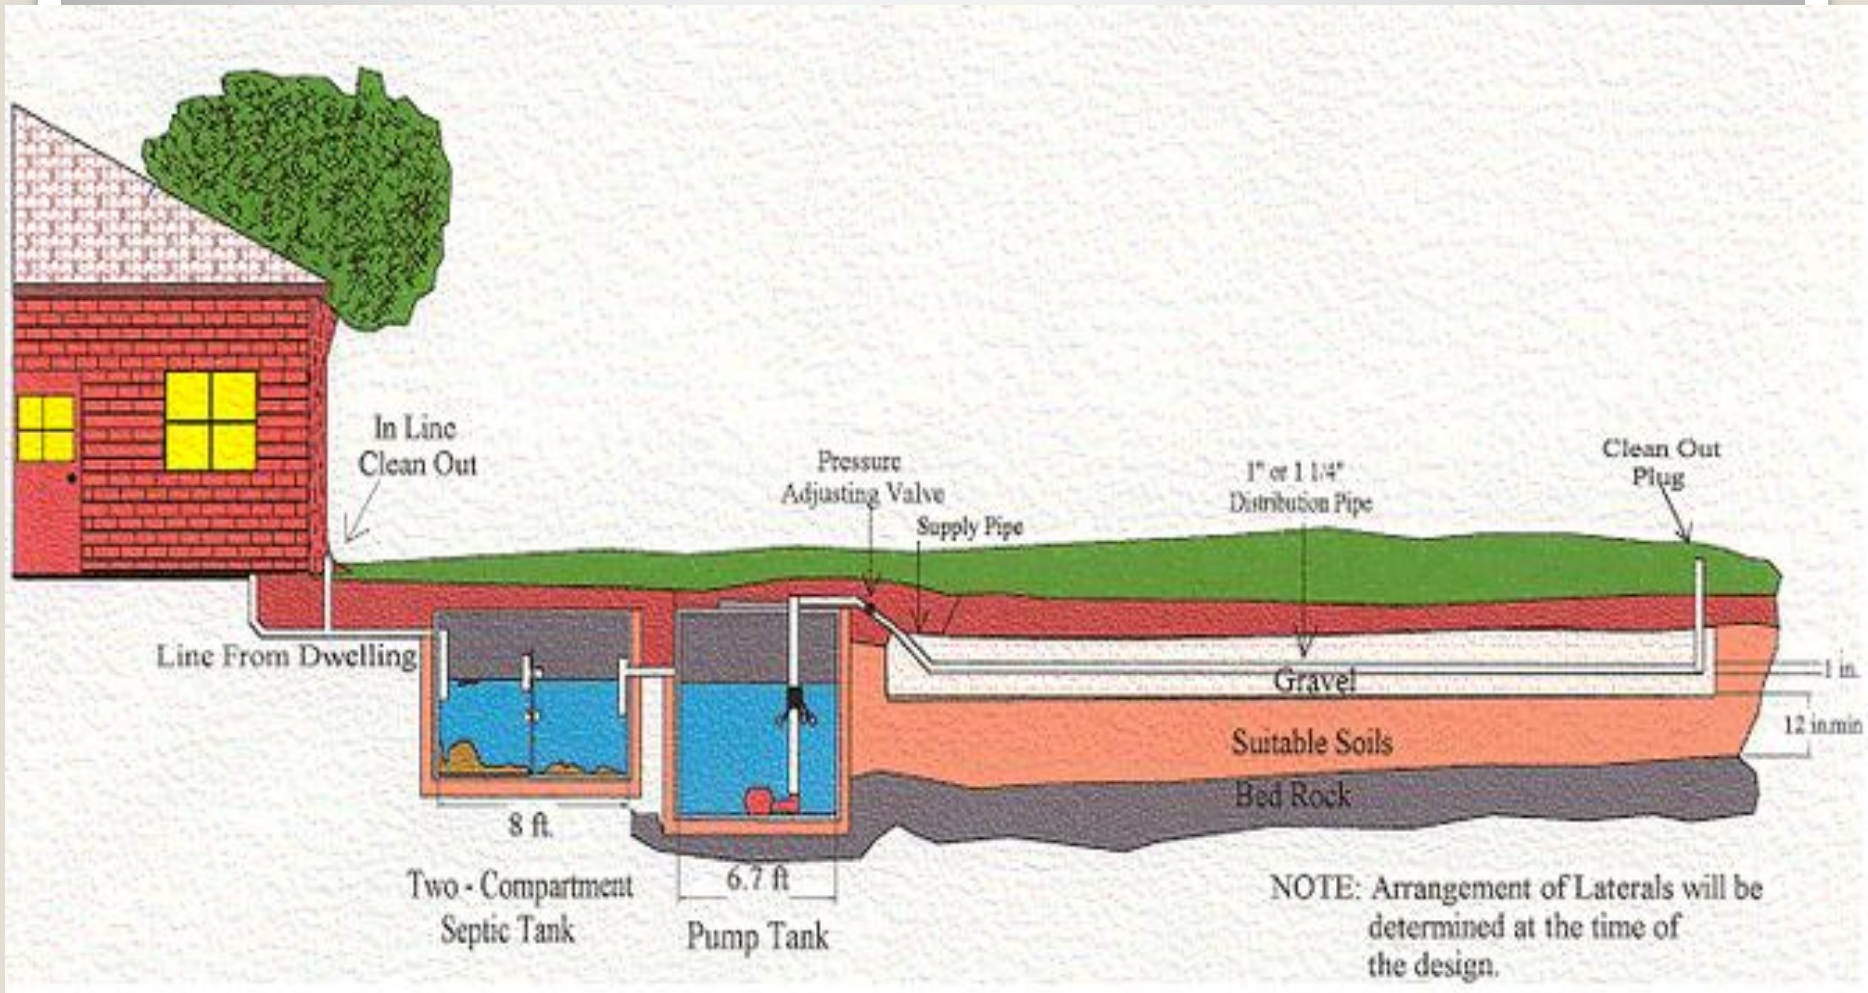 In Line
Clean Out
Pressure
Adjusting Valve
Supply Pipe
1" or 1 1/4"
Distribution Pipe
Clean Out
Plug
Line From Dwelling
Gravel
1 in.
12 in.min
Suitable Soils
Bed Rock
8 ft.
Two - Compartment
Septic Tank
6.7 ft
Pump Tank
NOTE: Arrangement of Laterals will be
determined at the time of
the design.